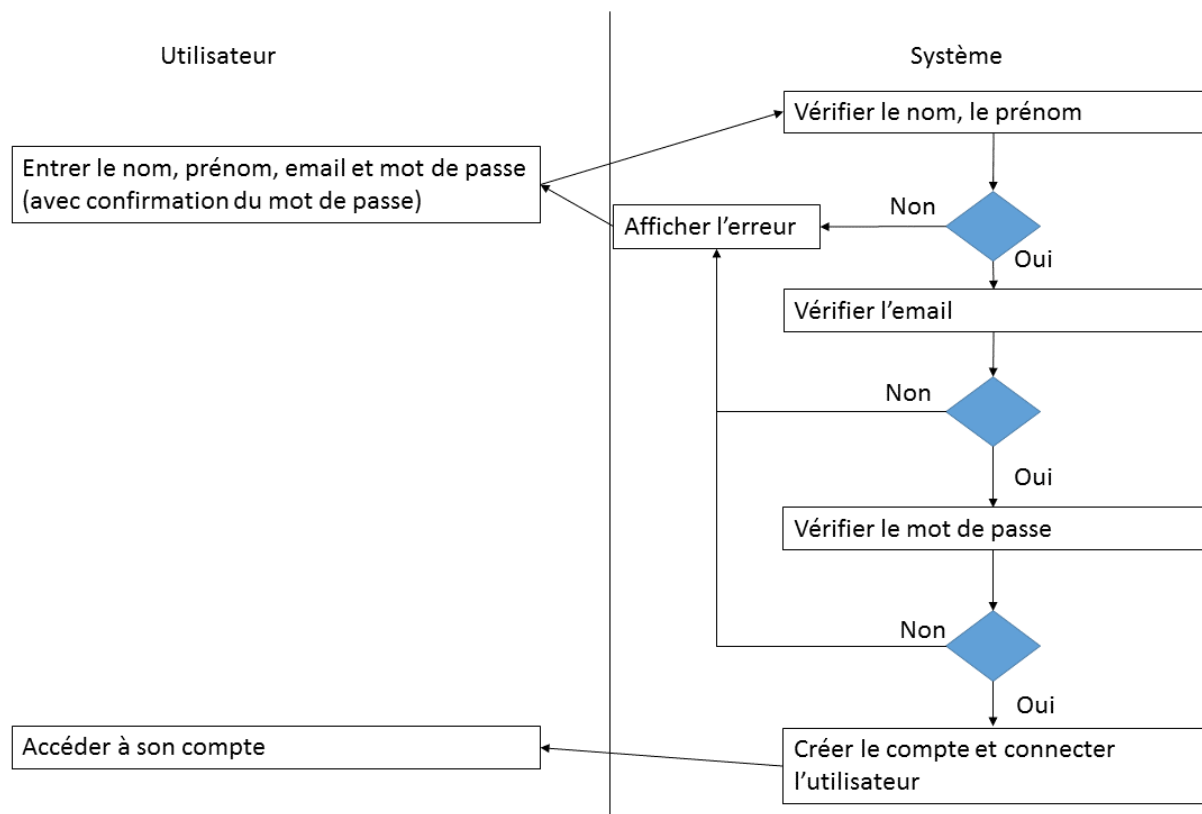 Utilisateur
Système
Vérifier le nom, le prénom
Entrer le nom, prénom, email et mot de passe
(avec confirmation du mot de passe)
Non
Afficher l’erreur
Oui
Vérifier l’email
Non
Oui
Vérifier le mot de passe
Non
Oui
Accéder à son compte
Créer le compte et connecter
l’utilisateur